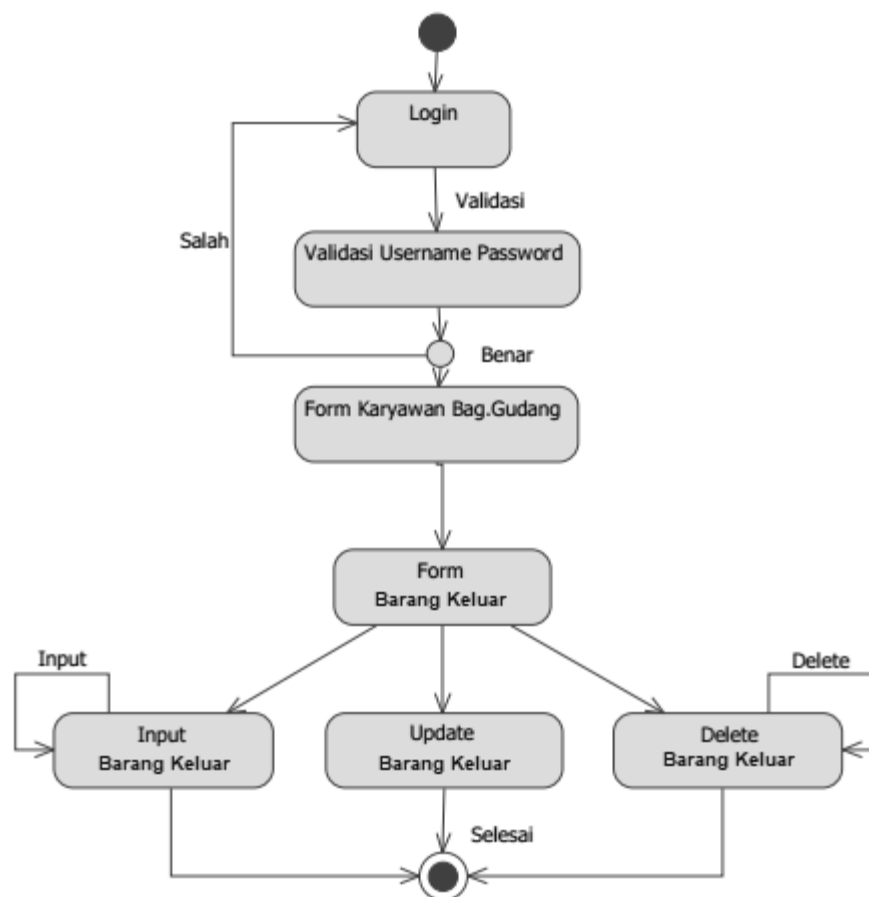 Login
Validasi
Salah
Validasi Username Password
Benar
Form Karyawan Bag.Gudang
Form
Barang Keluar
Input
Delete
Input
Barang Keluar
Update
Barang Keluar
Delete
Barang Keluar
Selesai